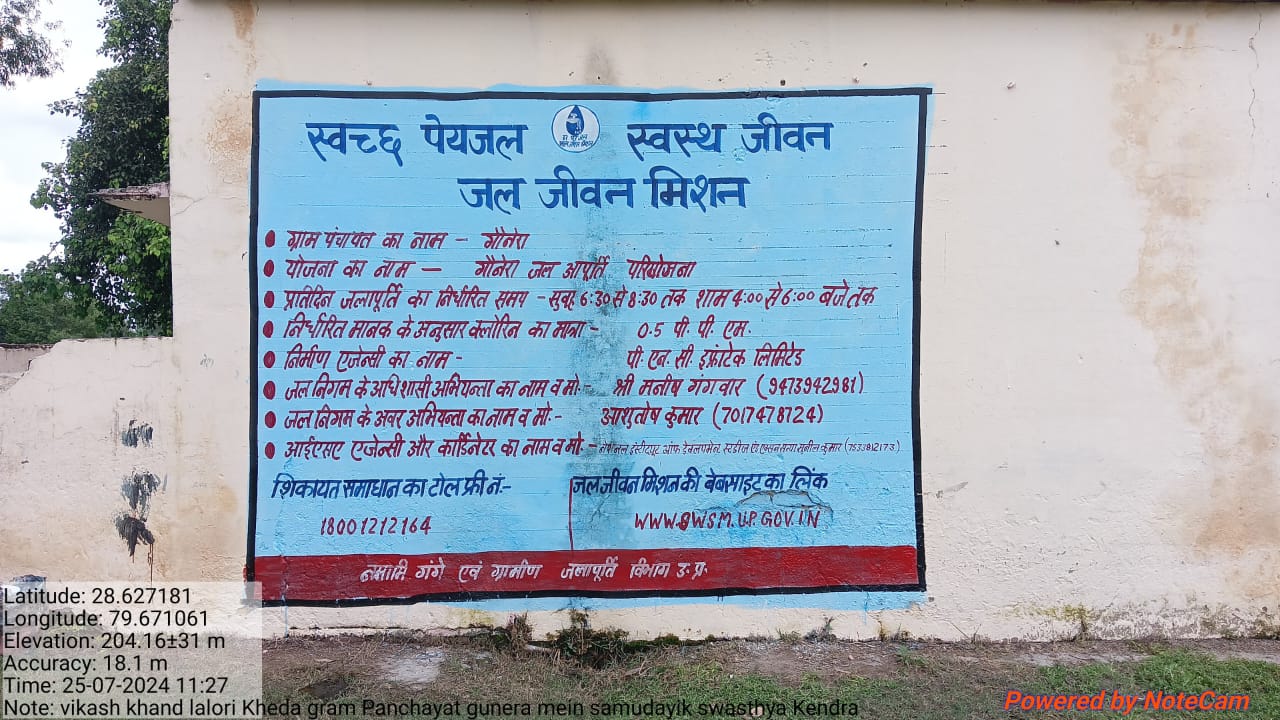 स्वच्छ पेयजल स्वस्थ जीवन
जल जीवन मिशन
ग्राम पंचायत का नाम - गौनेरा
योजना का नाम - गौनेरा जल आपूर्ति परियोजना
प्रतिदिन जलापूर्ति का निर्धारित समय - सुबह 6:30 से 8:30 तक शाम 4:00 से 6:00 बजे तक
निर्धारित मानक के अनुसार क्लोरिन का मात्रा - 0.5 पी. पी. एम.
निर्माण एजेन्सी का नाम - पी. एन. सी. इंफ्राटेक लिमिटेड
जल निगम के अधिशासी अभियन्ता का नाम व मो.- श्री मनीष गंगवार (9473942981)
जल निगम के अवर अभियन्ता का नाम व मो.- आशुतोष कुमार (7017478724)
आईएसए एजेन्सी और कार्डिनेटर का नाम व मो.- ऑफ सुनील कुमार
शिकायत समाधान का टोल फ्री नं:- जल जीवन मिशन की बेबसाइट का लिंक
18001212164 WWW.SWSM.UP.GOV.IN
नमामि गंगे एवं ग्रामीण जलापूर्ति विभाग उ.प्र.
Latitude: 28.627181
Longitude: 79.671061
Elevation: 204.16±31 m
Accuracy: 18.1 m
Time: 25-07-2024 11:27
Note: vikash khand lalori Kheda gram Panchayat gunera mein samudayik swasthya Kendra
Powered by NoteCam